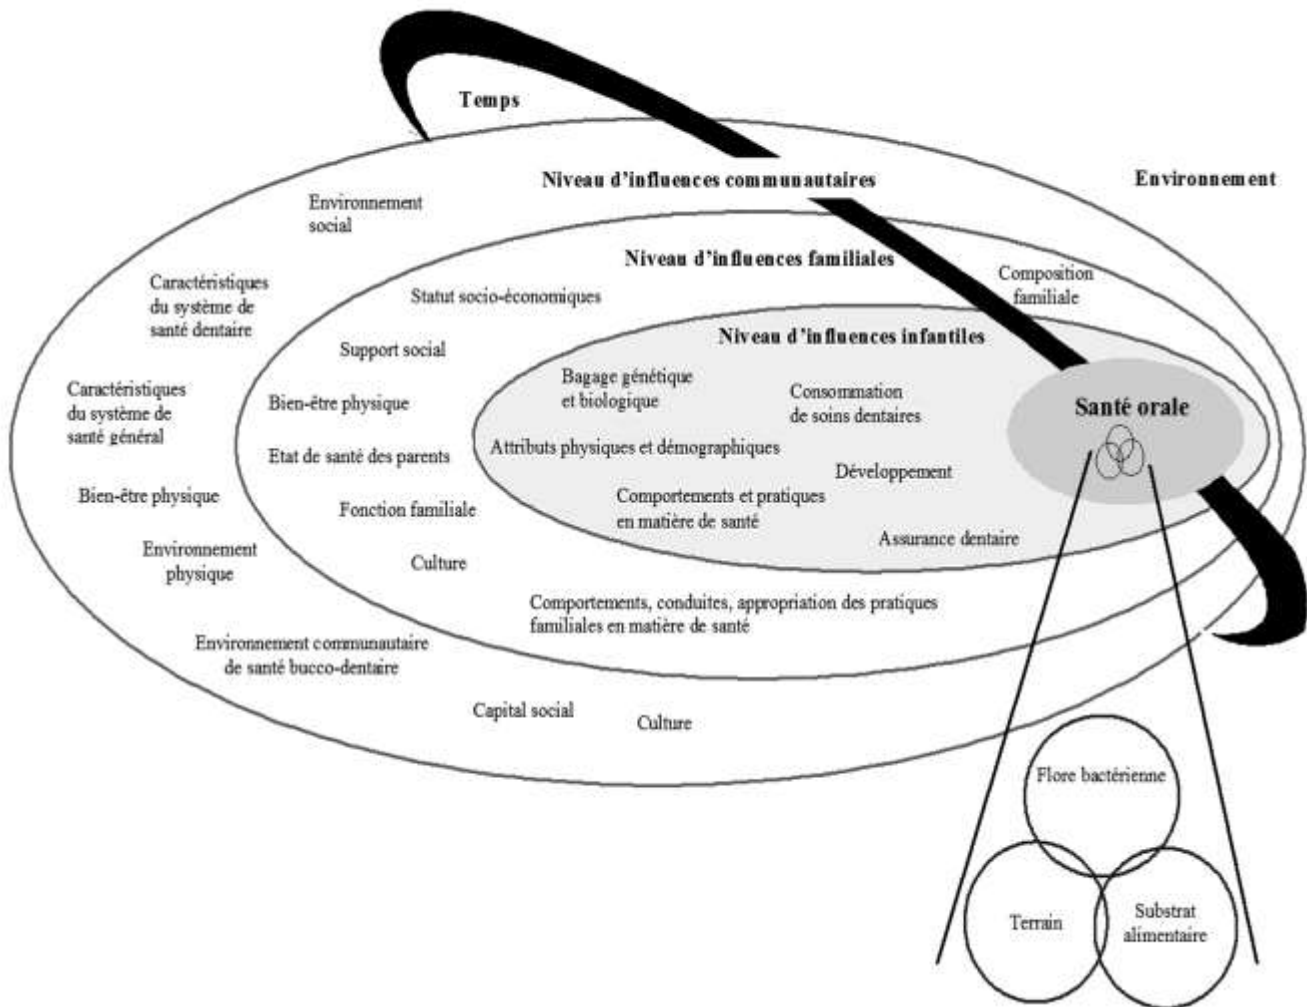 Temps
Niveau d'influences communautaires
Environnement
Environnement
social
Niveau d'influences familiales
Composition
familiale
Caractéristiques
du système de
santé dentaire
Statut socio-économiques
Niveau d'influences infantiles
Support social
Bagage génétique
et biologique
Consommation
de soins dentaires
Santé orale
Caractéristiques
du système de
santé général
Bien-être physique
Attributs physiques et démographiques
Etat de santé des parents
Développement
Bien-être physique
Comportements et pratiques
en matière de santé
Fonction familiale
Assurance dentaire
Environnement
physique
Culture
Comportements, conduites, appropriation des pratiques
familiales en matière de santé
Environnement communautaire
de santé bucco-dentaire
Capital social
Culture
Flore bactérienne
Terrain
Substrat
alimentaire